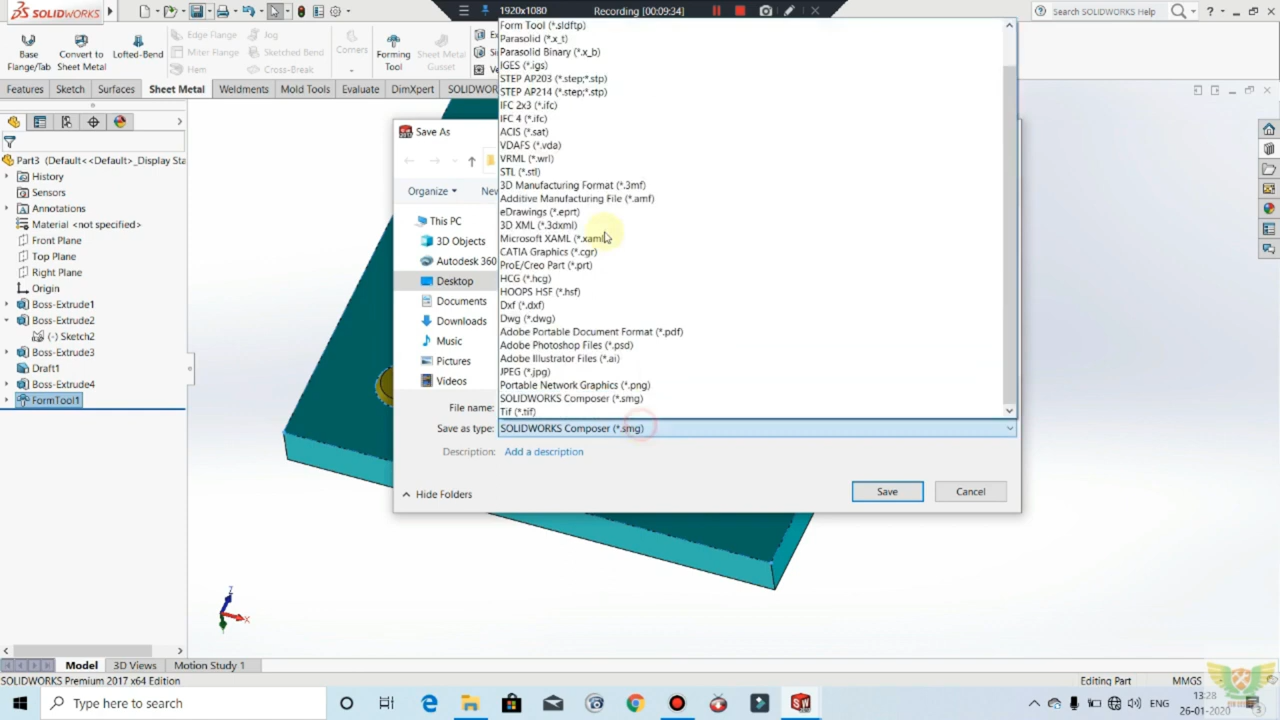 1920x1080
Recording [00:09:34]
SOLIDWORKS
Search SOLIDWORKS Help
Base
Flange/Tab
Convert to
Sheet Metal
Lofted-Bend
Edge Flange
Miter Flange
Hem
Jog
Sketched Bend
Cross-Break
Corners
Forming
Tool
Sheet Metal
Gusset
Features
Sketch
Surfaces
Sheet Metal
Weldments
Mold Tools
Evaluate
DimXpert
SOLIDWO
Part3 (Default<<Default>_Display Sta
History
Sensors
Annotations
Material <not specified>
Front Plane
Top Plane
Right Plane
Origin
Boss-Extrude1
Boss-Extrude2
(-) Sketch2
Boss-Extrude3
Draft1
Boss-Extrude4
FormTool1
Save As
Organize
New
This PC
3D Objects
Autodesk 360
Desktop
Documents
Downloads
Music
Pictures
Videos
Form Tool (*.sldftp)
Parasolid (*.x_t)
Parasolid Binary (*.x_b)
IGES (*.igs)
STEP AP203 (*.step;*.stp)
STEP AP214 (*.step;*.stp)
IFC 2x3 (*.ifc)
IFC 4 (*.ifc)
ACIS (*.sat)
VDAFS (*.vda)
VRML (*.wrl)
STL (*.stl)
3D Manufacturing Format (*.3mf)
Additive Manufacturing File (*.amf)
eDrawings (*.eprt)
3D XML (*.3dxml)
Microsoft XAML (*.xaml)
CATIA Graphics (*.cgr)
ProE/Creo Part (*.prt)
HCG (*.hcg)
HOOPS HSF (*.hsf)
Dxf (*.dxf)
Dwg (*.dwg)
Adobe Portable Document Format (*.pdf)
Adobe Photoshop Files (*.psd)
Adobe Illustrator Files (*.ai)
JPEG (*.jpg)
Portable Network Graphics (*.png)
SOLIDWORKS Composer (*.smg)
Tif (*.tif)
File name:
Save as type: SOLIDWORKS Composer (*.smg)
Description: Add a description
Hide Folders
Save
Cancel
Z
X
Model
3D Views
Motion Study 1
SOLIDWORKS Premium 2017 x64 Edition
Editing Part
MMGS
Type here to search
ENG
13:28
26-01-2020
3